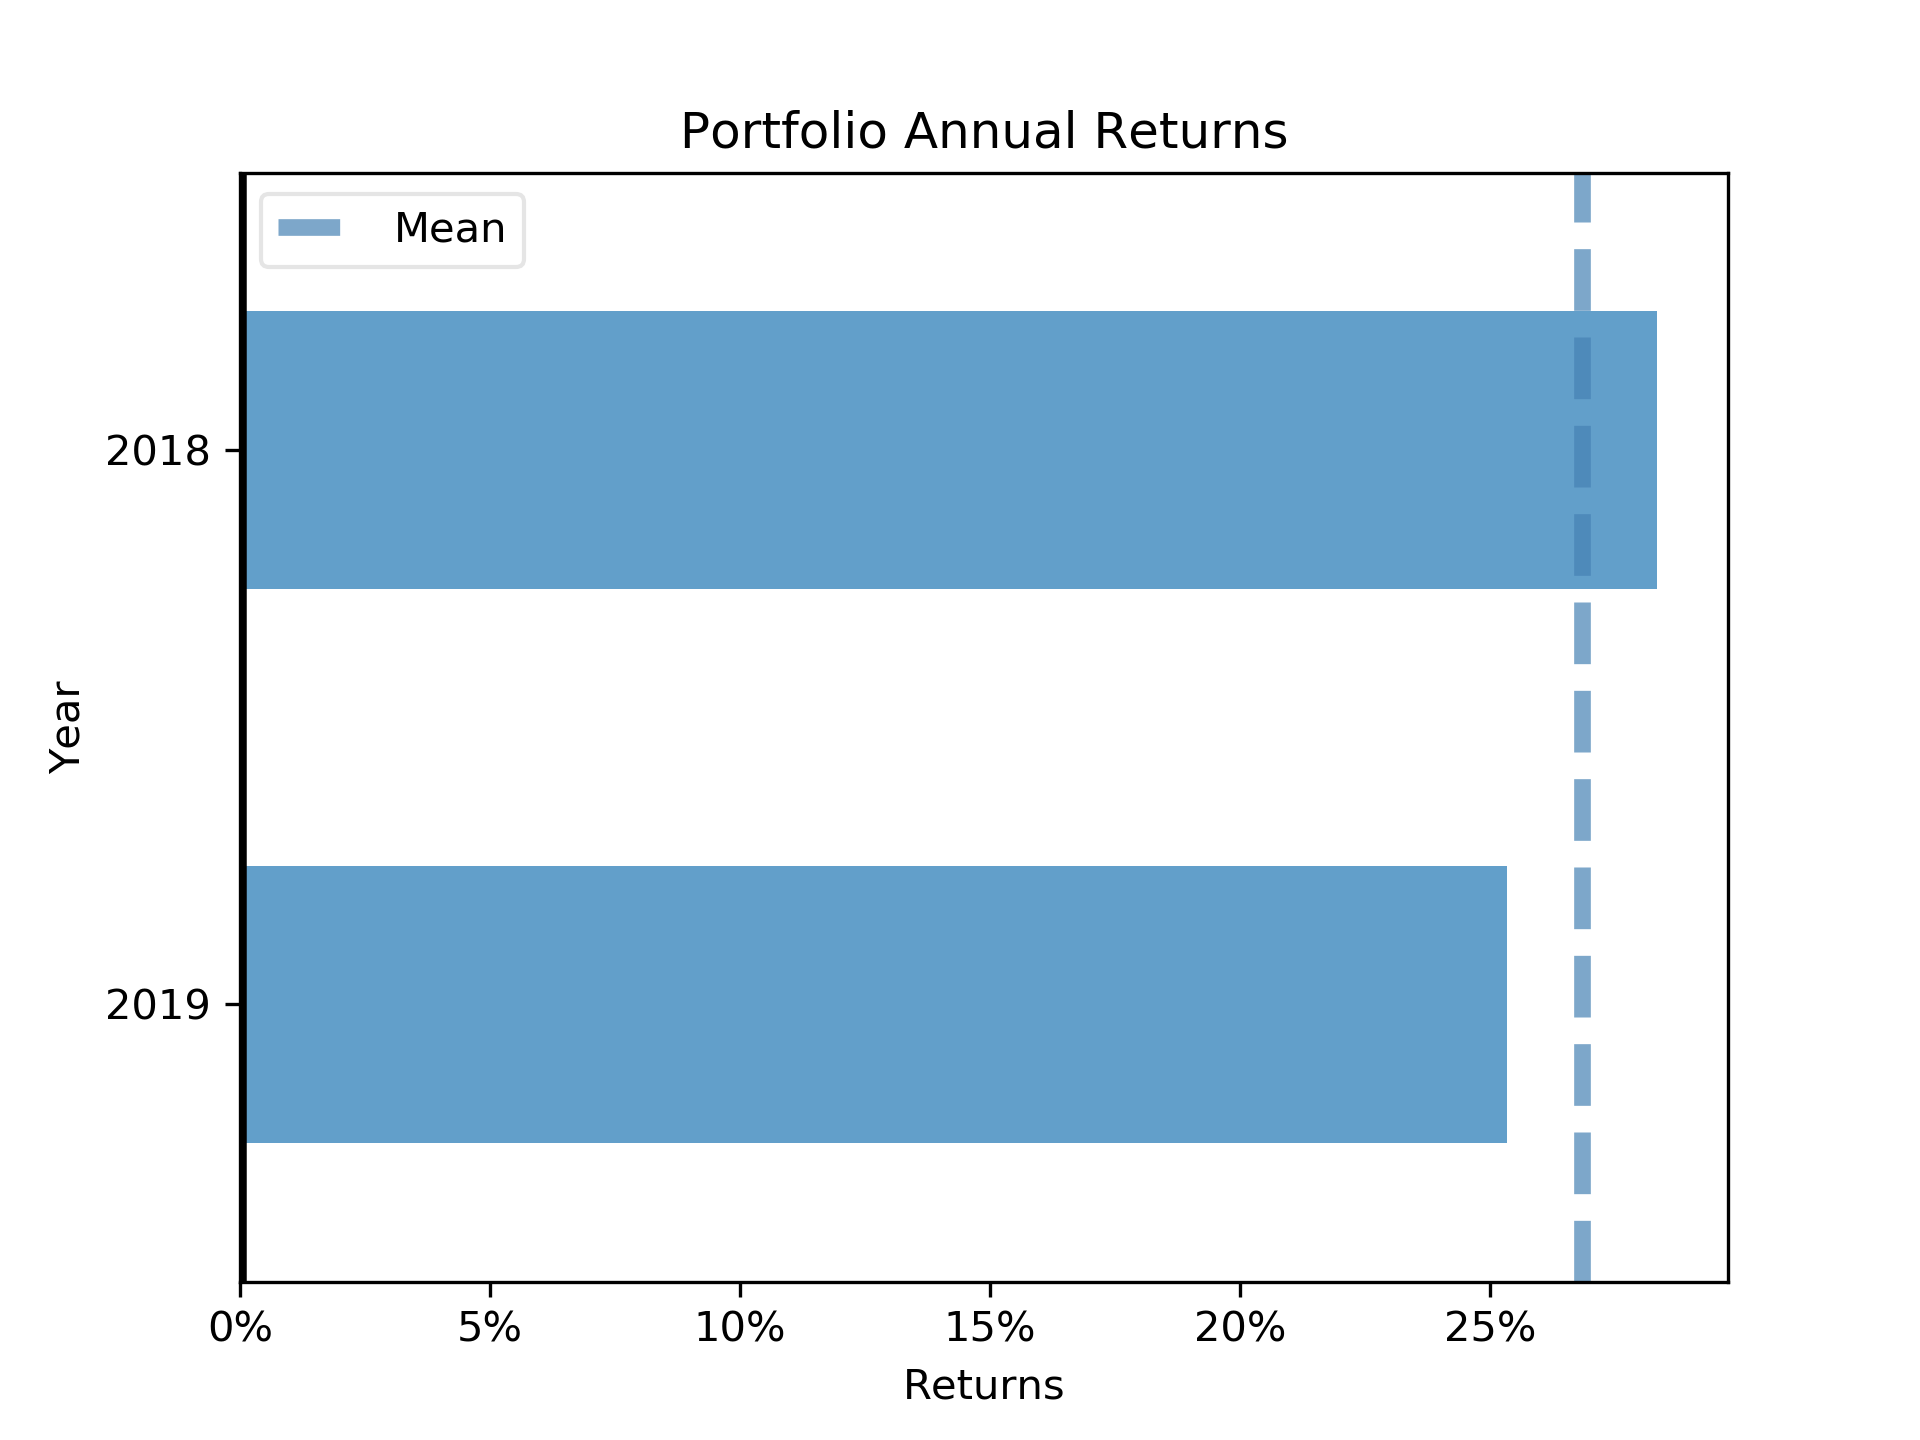 Portfolio Annual Returns
Mean
2018
2019
Year
0% 5% 10% 15% 20% 25%
Returns